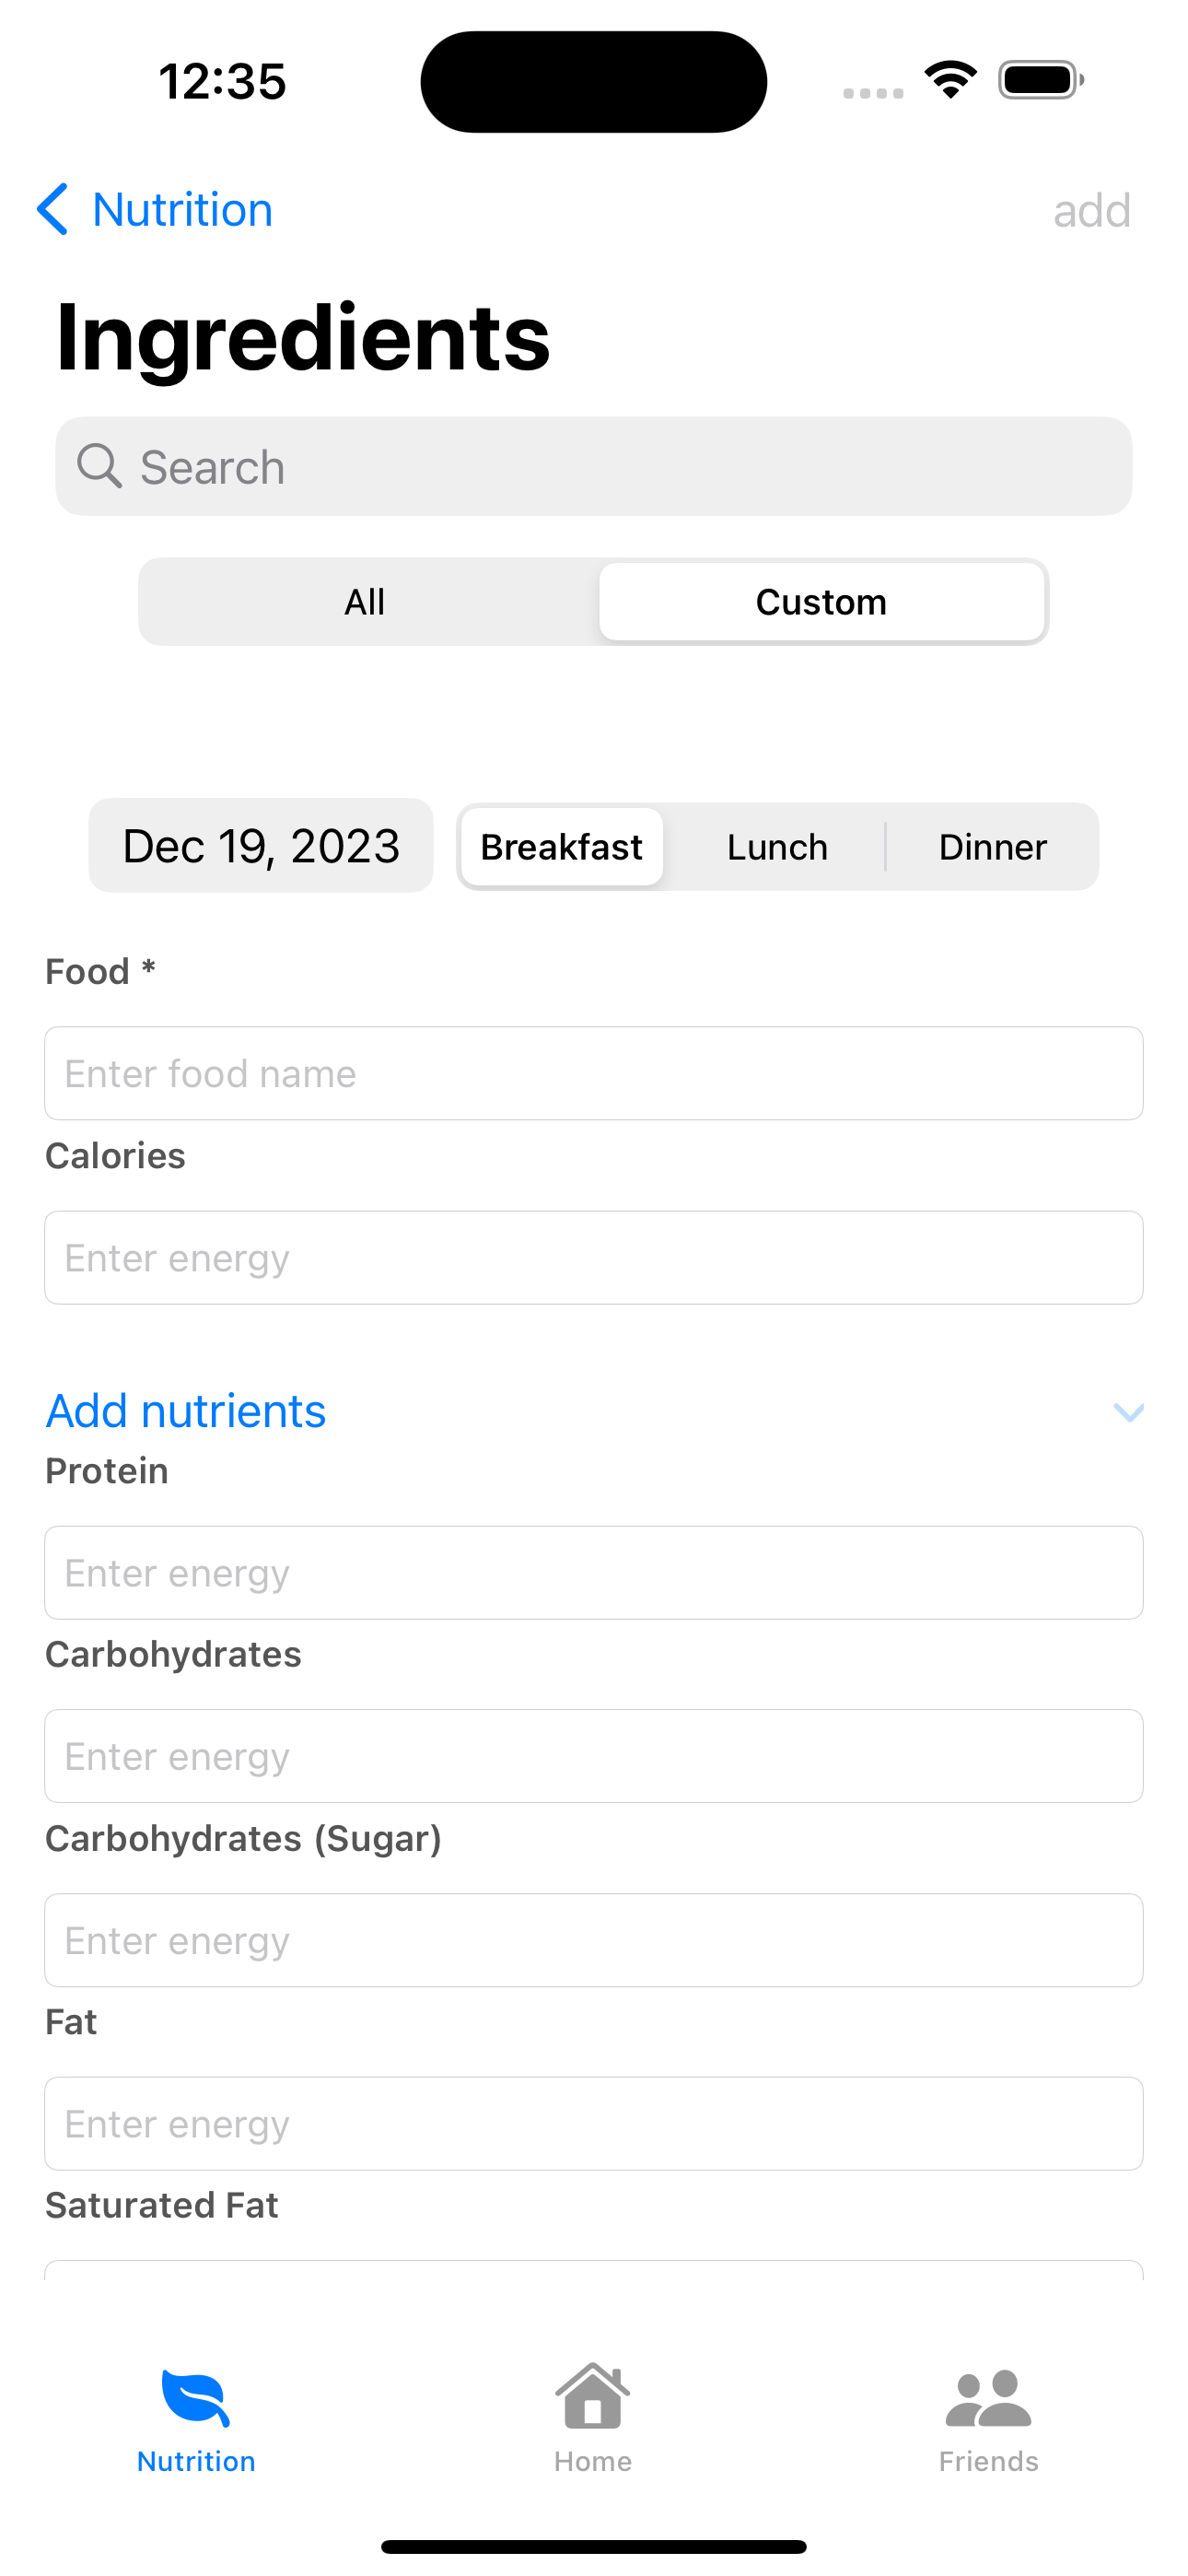 12:35
Nutrition
add
Ingredients
Search
All
Custom
Dec 19, 2023
Breakfast
Lunch
Dinner
Food *
Enter food name
Calories
Enter energy
Add nutrients
Protein
Enter energy
Carbohydrates
Enter energy
Carbohydrates (Sugar)
Enter energy
Fat
Enter energy
Saturated Fat
Nutrition
Home
Friends